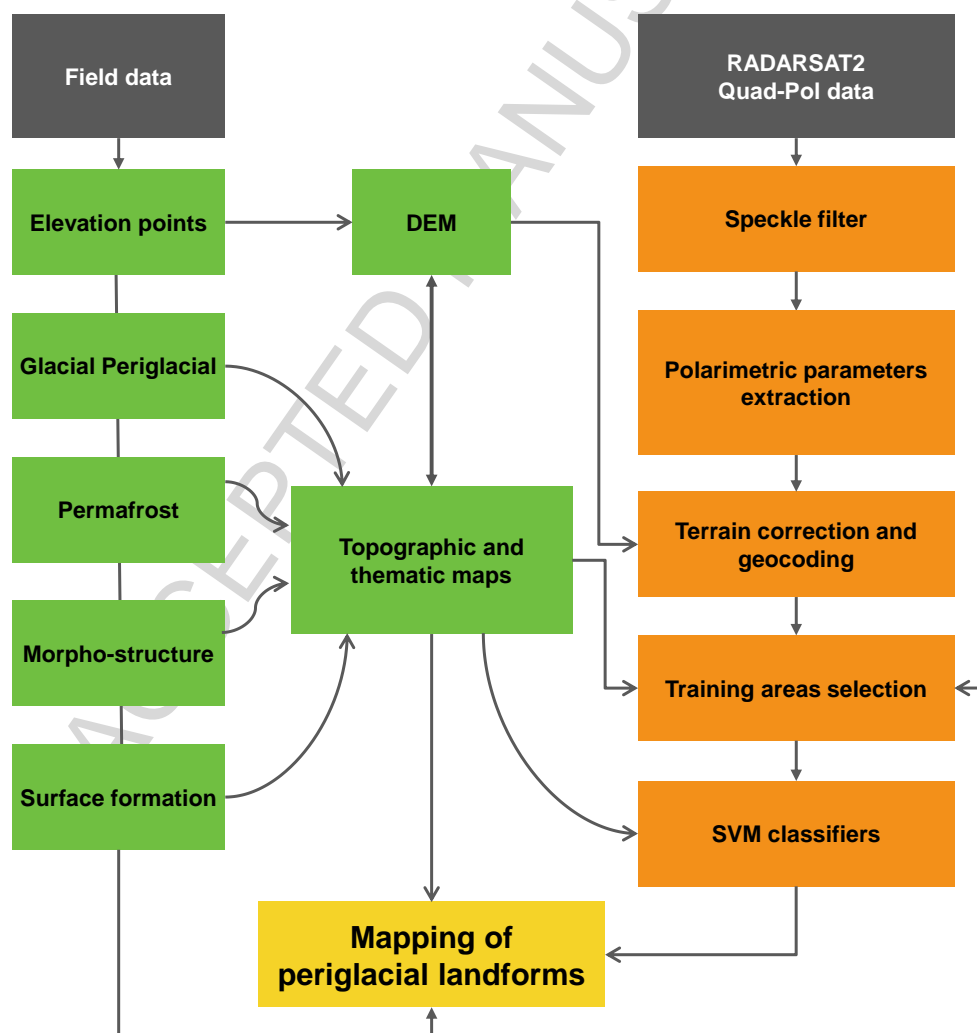 Field data
RADARSAT2
Quad-Pol data
Elevation points
DEM
Speckle filter
Glacial Periglacial
Polarimetric parameters
extraction
Permafrost
Topographic and
thematic maps
Terrain correction and
geocoding
Morpho-structure
Training areas selection
Surface formation
SVM classifiers
Mapping of
periglacial landforms
ACCEPTED MANUS